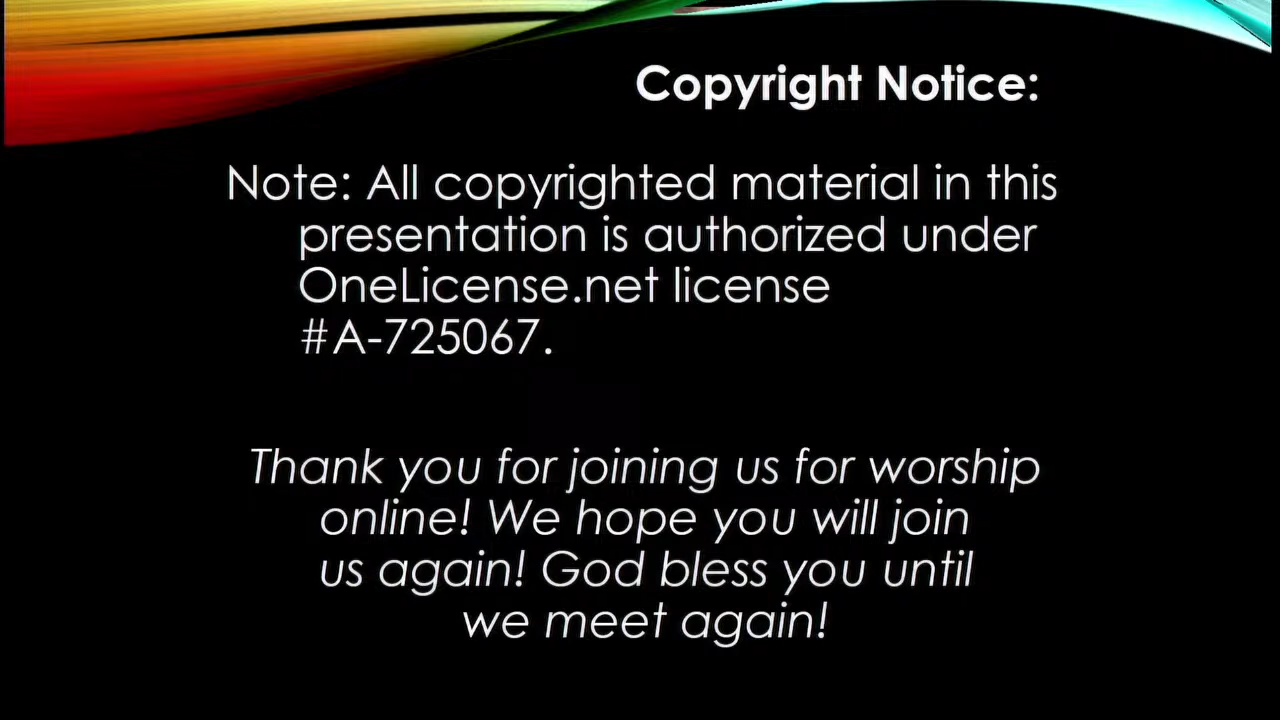 Copyright Notice:
Note: All copyrighted material in this
presentation is authorized under
OneLicense.net license
#A-725067.
Thank you for joining us for worship
online! We hope you will join
us again! God bless you until
we meet again!